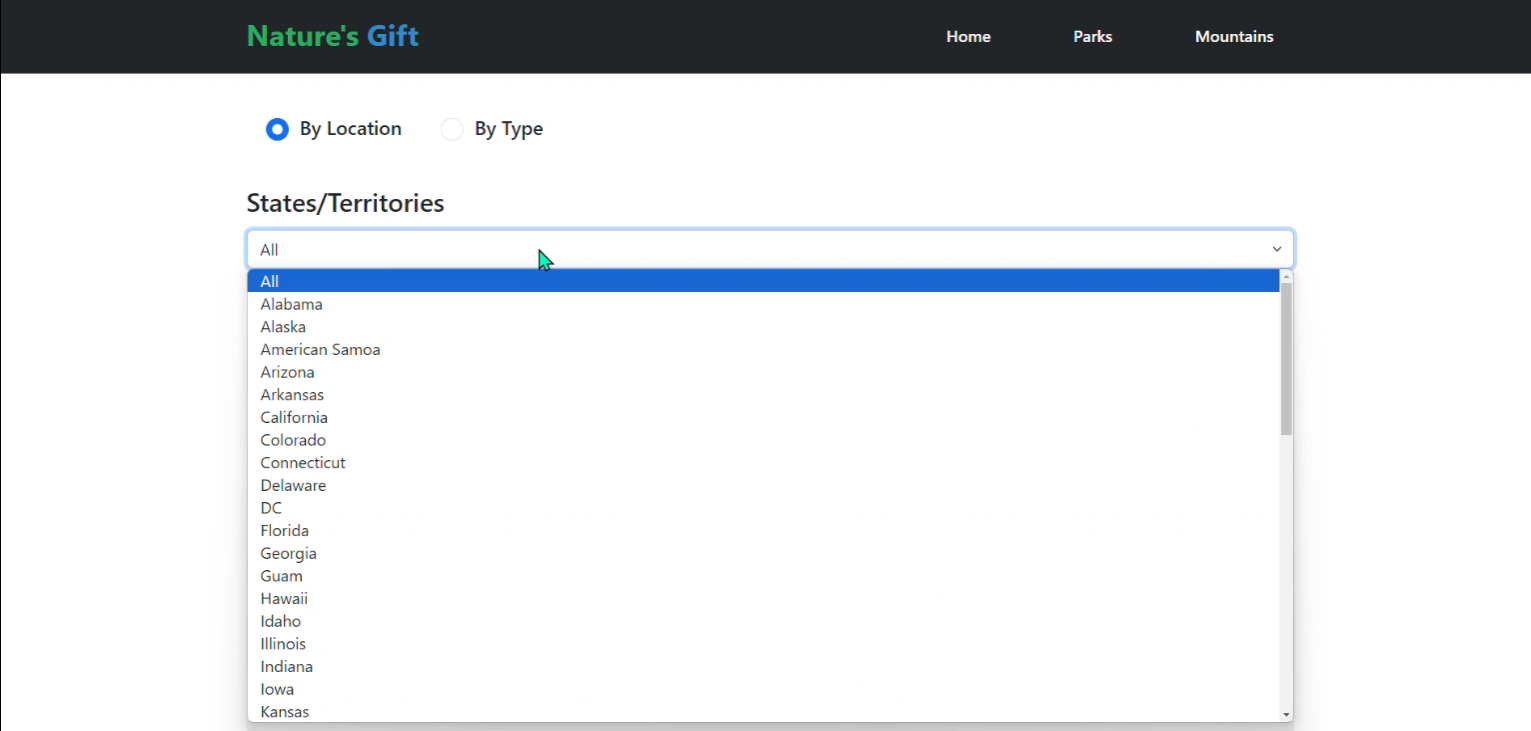 Nature's Gift Home Parks Mountains
By Location By Type
States/Territories
All
All
Alabama
Alaska
American Samoa
Arizona
Arkansas
California
Colorado
Connecticut
Delaware
DC
Florida
Georgia
Guam
Hawaii
Idaho
Illinois
Indiana
Iowa
Kansas